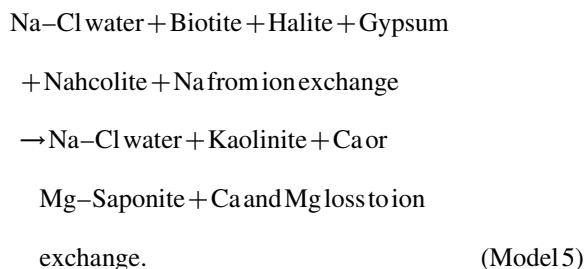 Na–Cl water + Biotite + Halite + Gypsum
+ Nahcolite + Na from ion exchange
→ Na–Cl water + Kaolinite + Ca or
Mg–Saponite + Ca and Mg loss to ion
exchange. (Model 5)